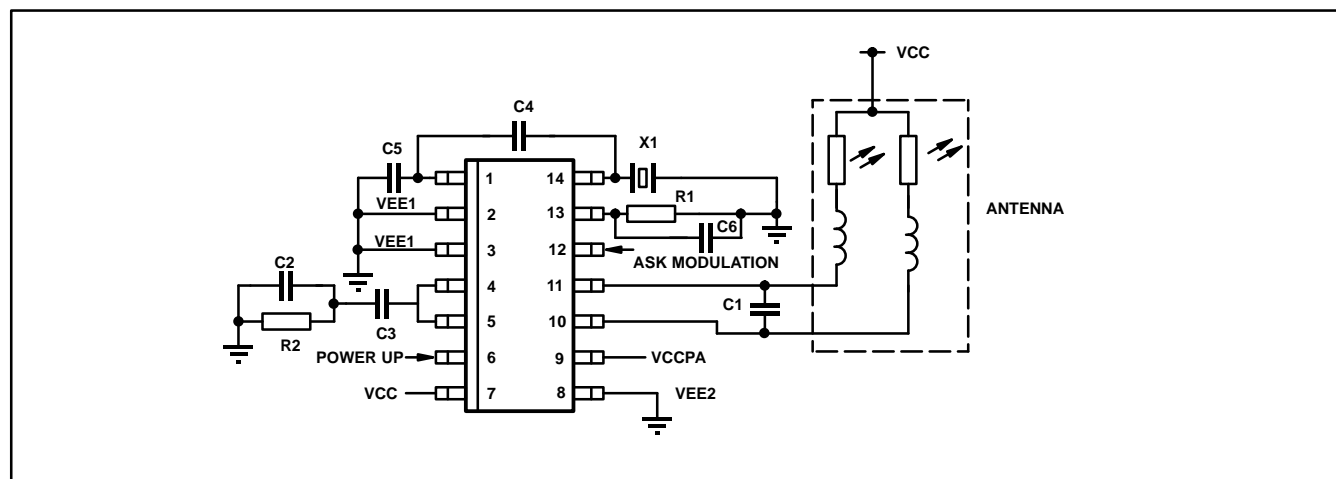 VCC
C4
C5
X1
1
14
VEE1
R1
2
13
C6
ANTENNA
VEE1
3
12
ASK MODULATION
C2
4
11
C1
C3
5
10
R2
POWER UP
6
9
VCCPA
VCC
7
8
VEE2